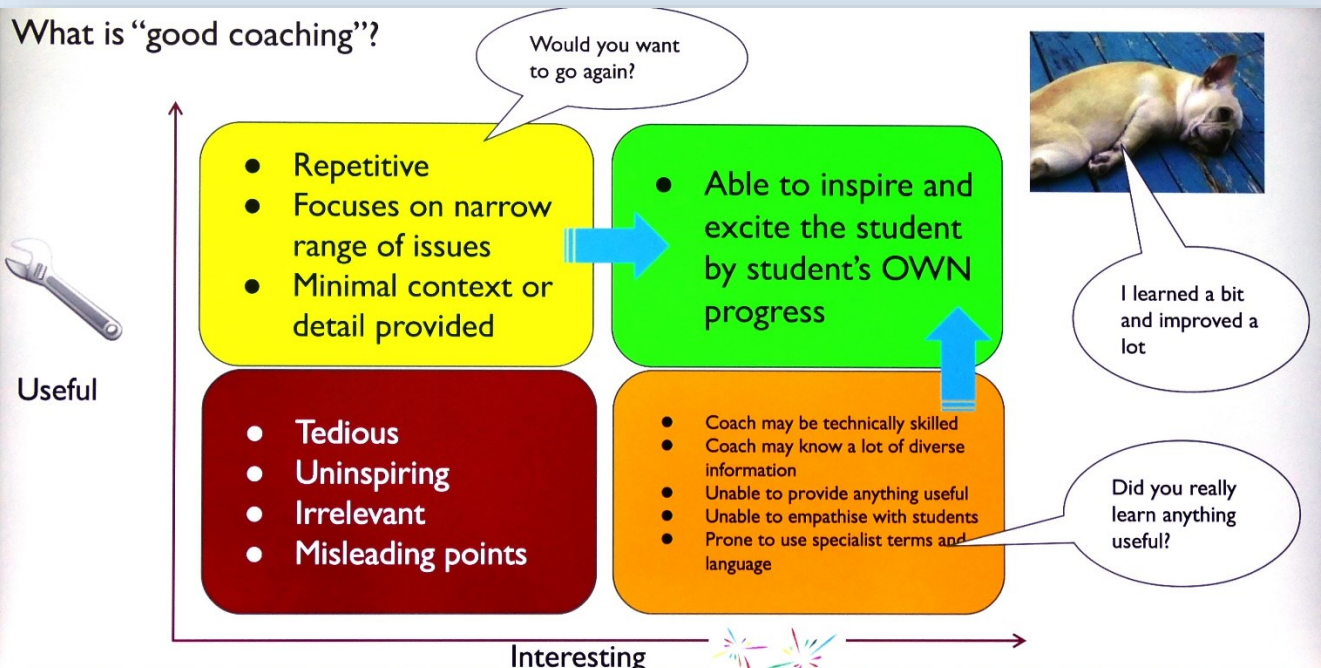 What is “good coaching”?
Would you want
to go again?
● Repetitive
● Focuses on narrow
range of issues
● Minimal context or
detail provided
● Able to inspire and
excite the student
by student’s OWN
progress
I learned a bit
and improved a
lot
Useful
● Tedious
● Uninspiring
● Irrelevant
● Misleading points
● Coach may be technically skilled
● Coach may know a lot of diverse
information
● Unable to provide anything useful
● Unable to empathise with students
● Prone to use specialist terms and
language
Did you really
learn anything
useful?
Interesting